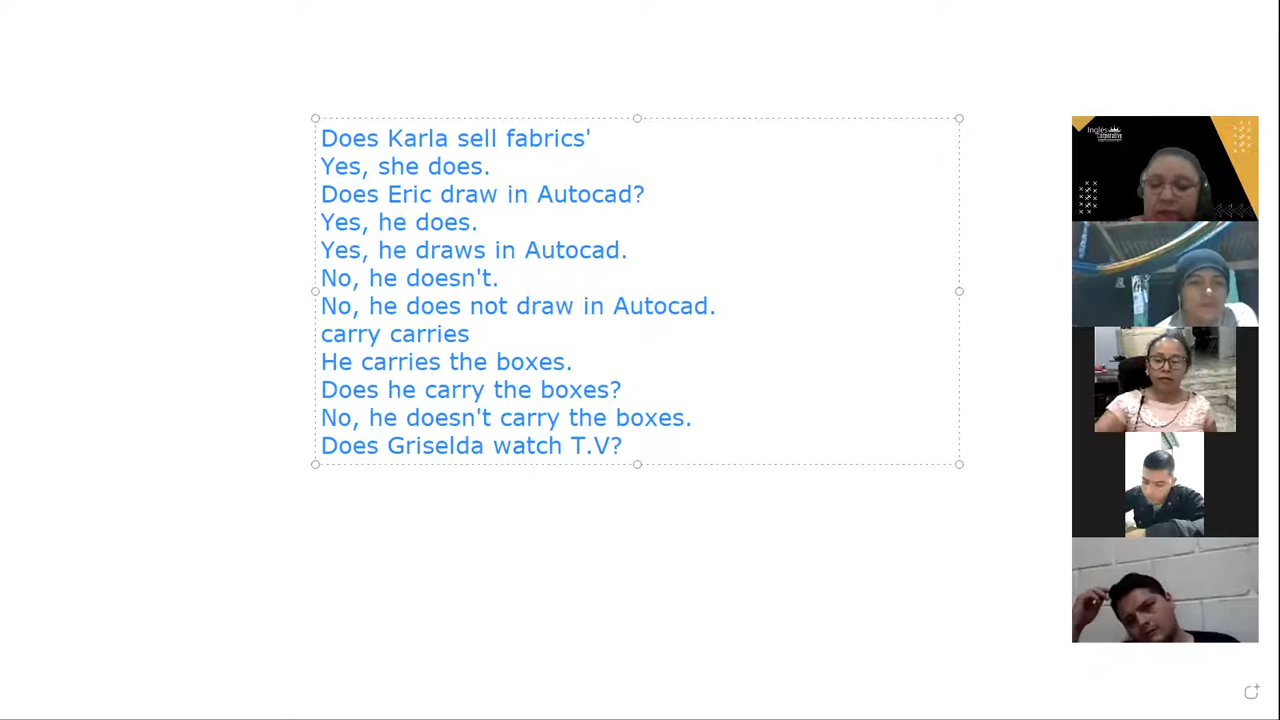 Does Karla sell fabrics'
Yes, she does.
Does Eric draw in Autocad?
Yes, he does.
Yes, he draws in Autocad.
No, he doesn't.
No, he does not draw in Autocad.
carry carries
He carries the boxes.
Does he carry the boxes?
No, he doesn't carry the boxes.
Does Griselda watch T.V?
Inglés
Corporativo